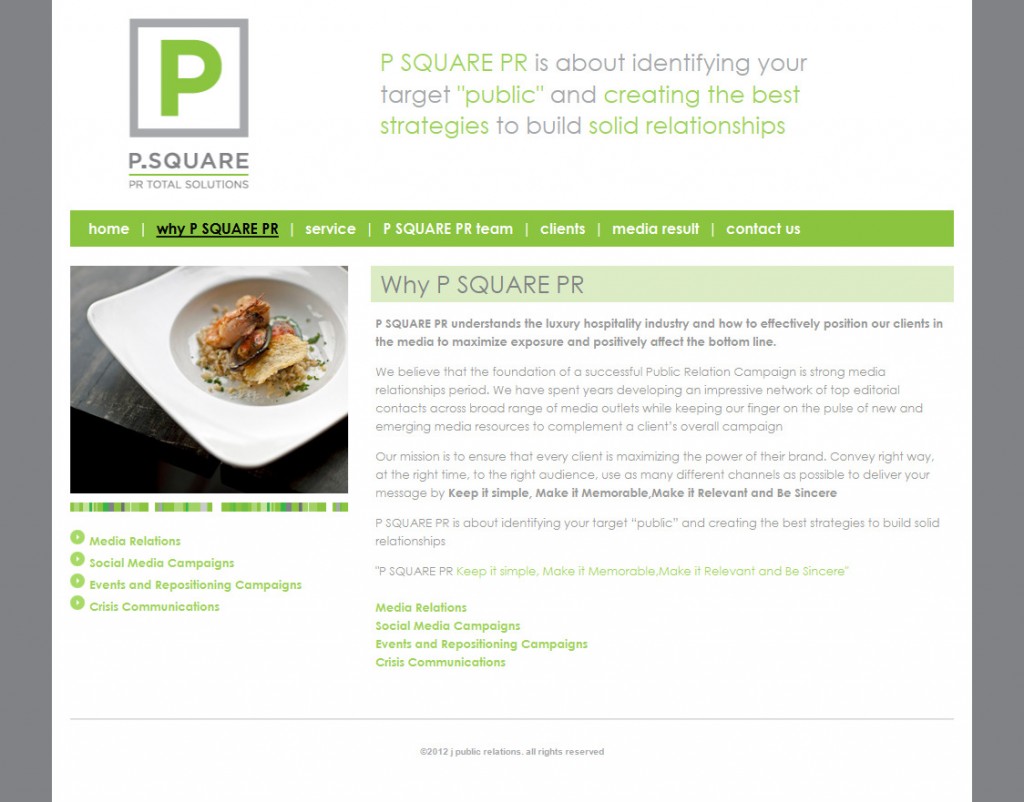 P
P.SQUARE
PR TOTAL SOLUTIONS
P SQUARE PR is about identifying your
target "public" and creating the best
strategies to build solid relationships
home | why P SQUARE PR | service | P SQUARE PR team | clients | media result | contact us
Media Relations
Social Media Campaigns
Events and Repositioning Campaigns
Crisis Communications
Why P SQUARE PR
P SQUARE PR understands the luxury hospitality industry and how to effectively position our clients in
the media to maximize exposure and positively affect the bottom line.
We believe that the foundation of a successful Public Relation Campaign is strong media
relationships period. We have spent years developing an impressive network of top editorial
contacts across broad range of media outlets while keeping our finger on the pulse of new and
emerging media resources to complement a client's overall campaign
Our mission is to ensure that every client is maximizing the power of their brand. Convey right way,
at the right time, to the right audience, use as many different channels as possible to deliver your
message by Keep it simple, Make it Memorable,Make it Relevant and Be Sincere
P SQUARE PR is about identifying your target “public” and creating the best strategies to build solid
relationships
"P SQUARE PR Keep it simple, Make it Memorable,Make it Relevant and Be Sincere"
Media Relations
Social Media Campaigns
Events and Repositioning Campaigns
Crisis Communications
©2012 j public relations. all rights reserved